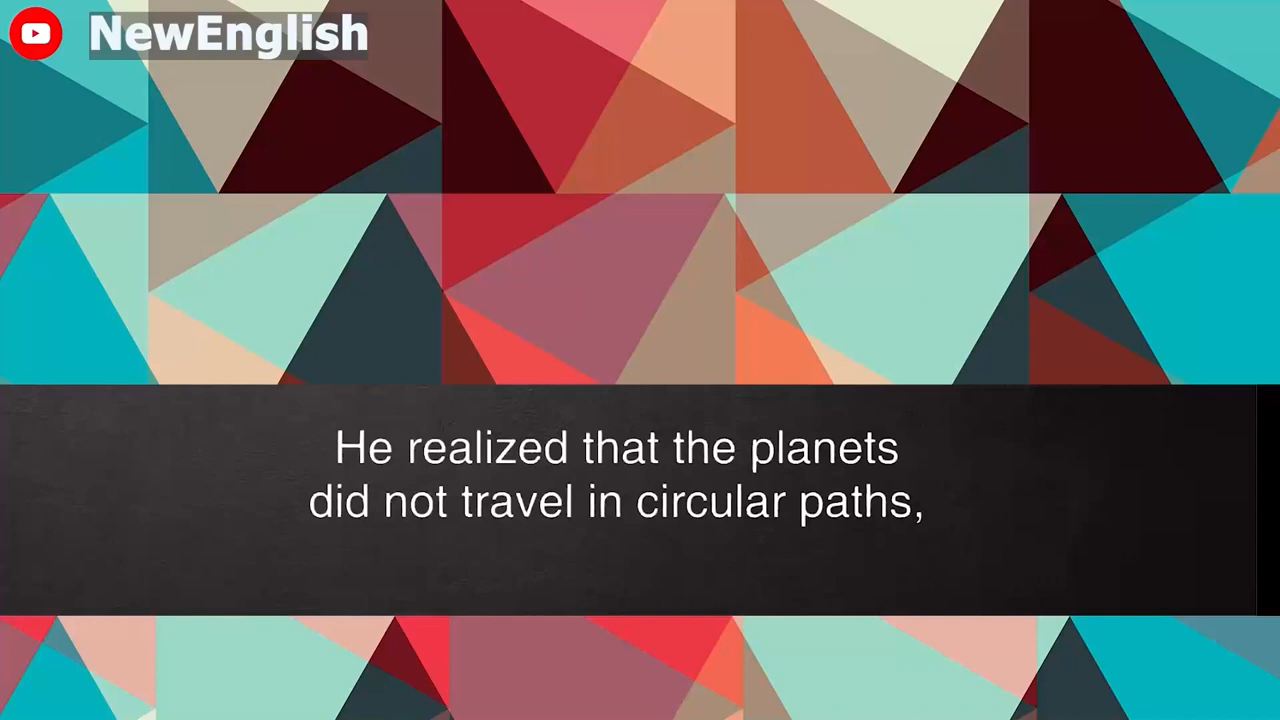 NewEnglish
He realized that the planets
did not travel in circular paths,